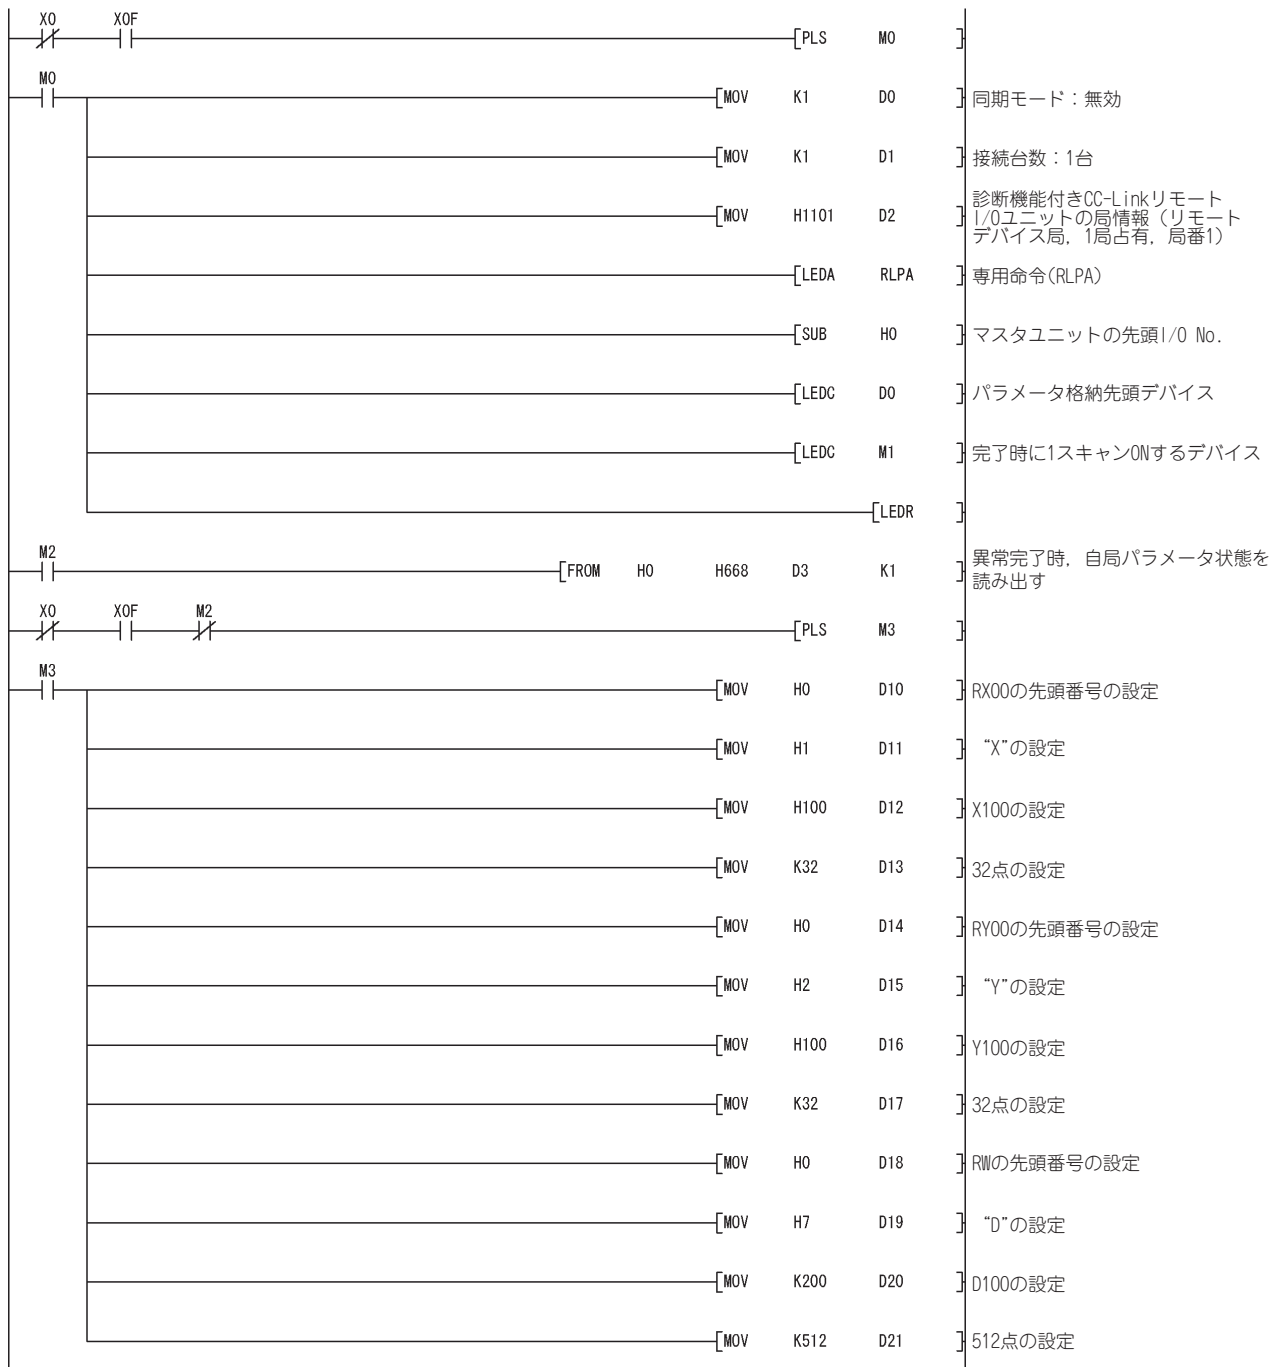 X0 X0F
PLS M0
M0
MOV K1 D0 同期モード：無効
MOV K1 D1 接続台数：1台
MOV H1101 D2 診断機能付きCC-Linkリモート
I/Oユニットの局情報（リモート
デバイス局，1局占有，局番1）
LEDA RLPA 専用命令(RLPA)
SUB H0 マスタユニットの先頭I/O No.
LEDC D0 パラメータ格納先頭デバイス
LEDC M1 完了時に1スキャンONするデバイス
LEDR
M2
FROM H0 H668 D3 K1 異常完了時，自局パラメータ状態を
読み出す
X0 X0F M2
PLS M3
M3
MOV H0 D10 RX00の先頭番号の設定
MOV H1 D11 “X”の設定
MOV H100 D12 X100の設定
MOV K32 D13 32点の設定
MOV H0 D14 RY00の先頭番号の設定
MOV H2 D15 “Y”の設定
MOV H100 D16 Y100の設定
MOV K32 D17 32点の設定
MOV H0 D18 RWの先頭番号の設定
MOV H7 D19 “D”の設定
MOV K200 D20 D100の設定
MOV K512 D21 512点の設定